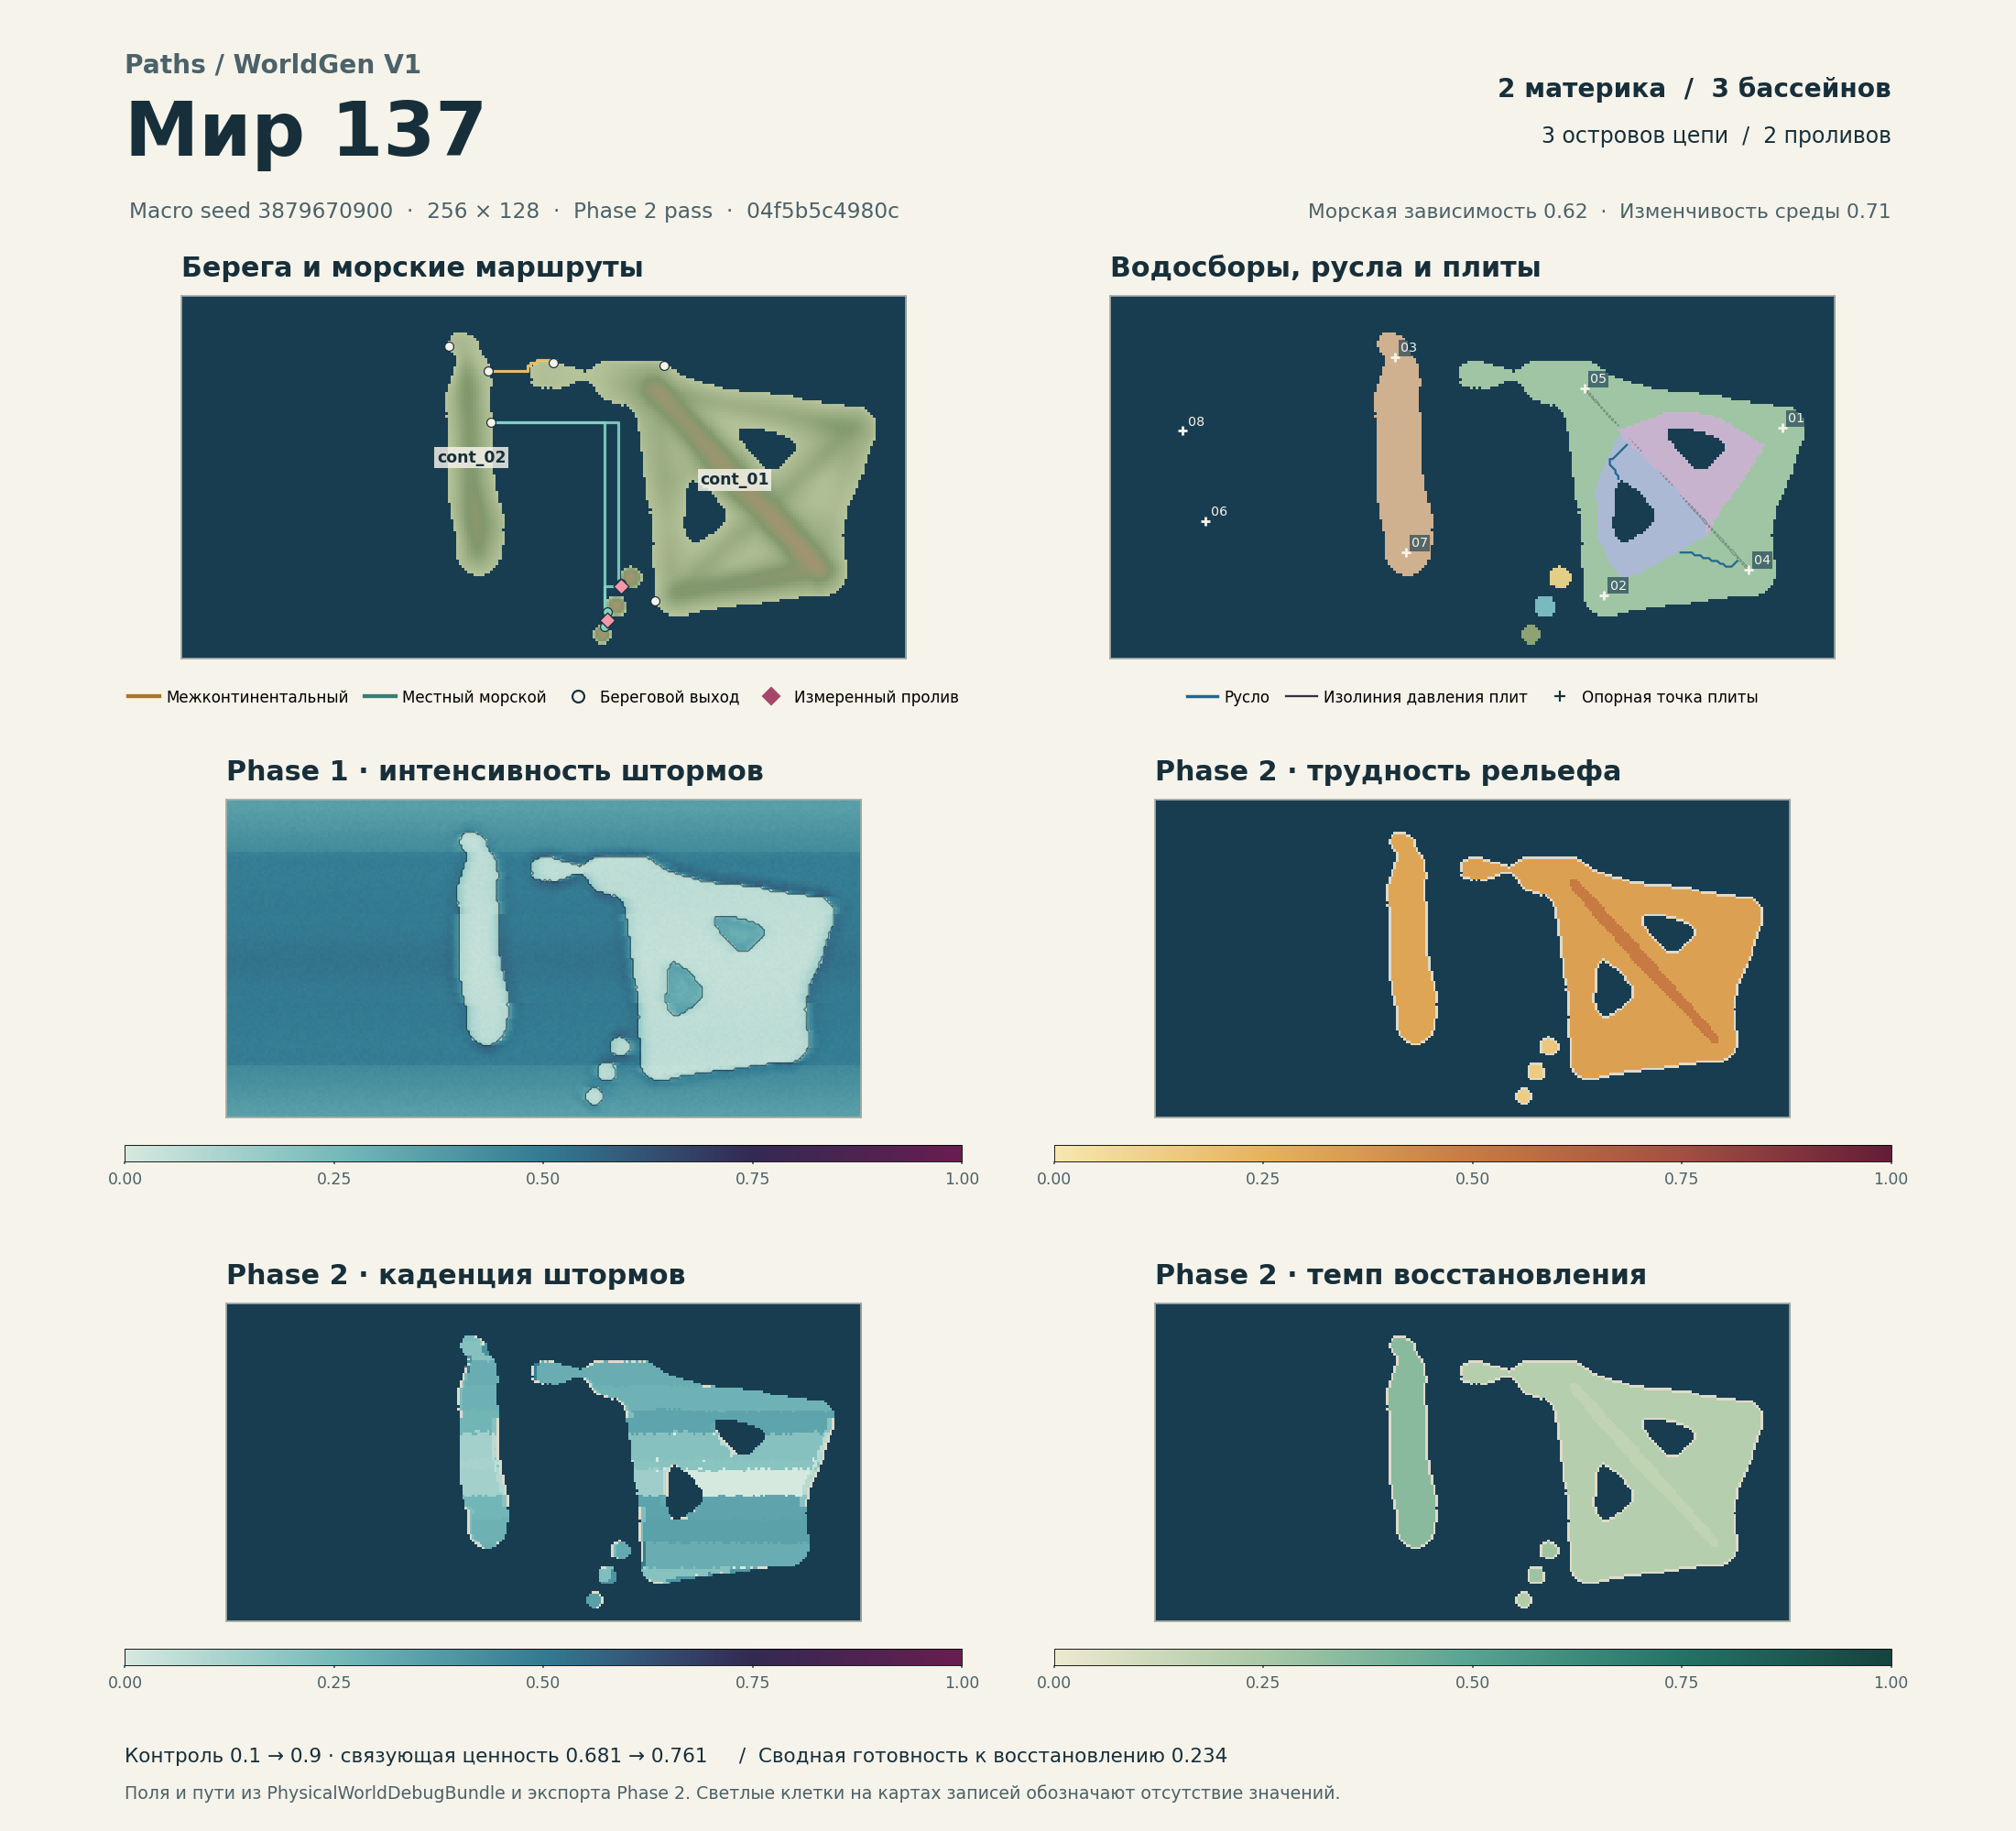 Paths / WorldGen V1
Мир 137
2 материка / 3 бассейнов
3 островов цепи / 2 проливов
Macro seed 3879670900 · 256 × 128 · Phase 2 pass · 04f5b5c4980c
Морская зависимость 0.62 · Изменчивость среды 0.71
Берега и морские маршруты
cont_02
cont_01
Межконтинентальный
Местный морской
Береговой выход
Измеренный пролив
Водосборы, русла и плиты
03
05
01
08
06
07
04
02
Русло
Изолиния давления плит
Опорная точка плиты
Phase 1 · интенсивность штормов
0.00 0.25 0.50 0.75 1.00
Phase 2 · трудность рельефа
0.00 0.25 0.50 0.75 1.00
Phase 2 · каденция штормов
0.00 0.25 0.50 0.75 1.00
Phase 2 · темп восстановления
0.00 0.25 0.50 0.75 1.00
Контроль 0.1 → 0.9 · связующая ценность 0.681 → 0.761 / Сводная готовность к восстановлению 0.234
Поля и пути из PhysicalWorldDebugBundle и экспорта Phase 2. Светлые клетки на картах записей обозначают отсутствие значений.